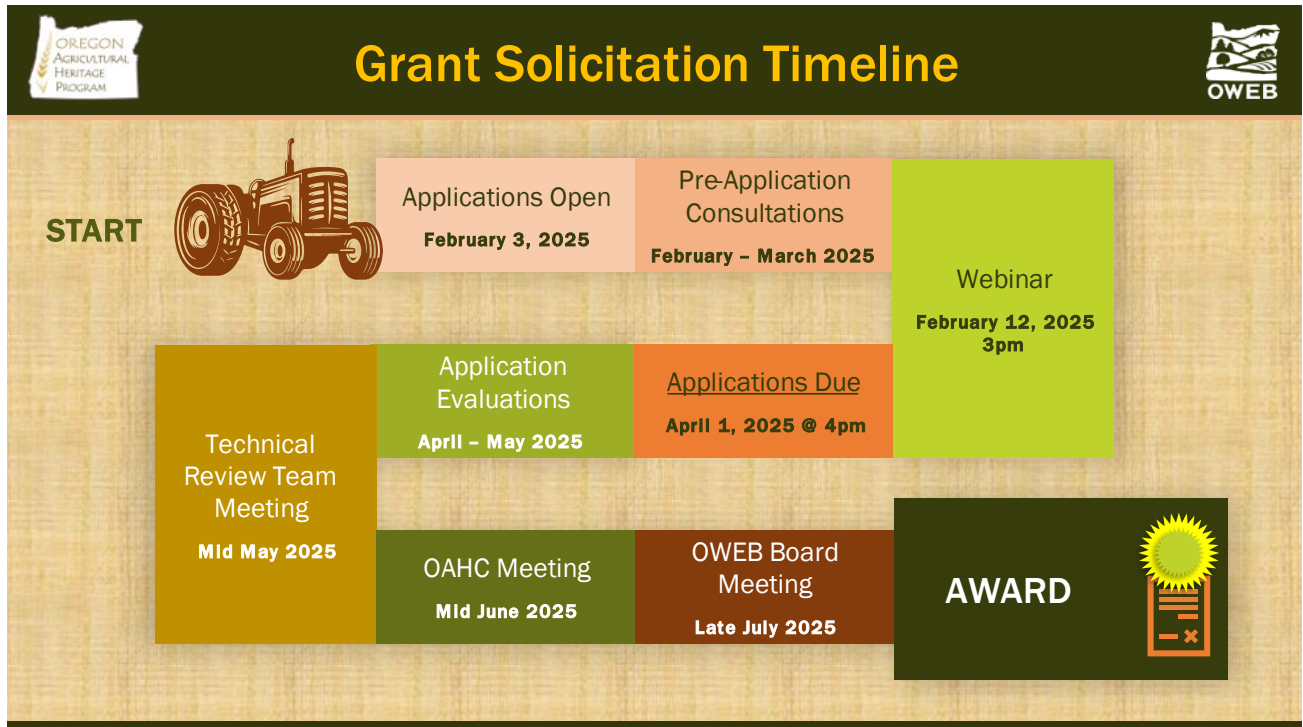 OREGON
AGRICULTURAL
HERITAGE
PROGRAM
Grant Solicitation Timeline
OWEB
START
Applications Open
February 3, 2025
Pre-Application
Consultations
February – March 2025
Webinar
February 12, 2025
3pm
Applications Due
April 1, 2025 @ 4pm
Application
Evaluations
April – May 2025
Technical
Review Team
Meeting
Mid May 2025
OAHC Meeting
Mid June 2025
OWEB Board
Meeting
Late July 2025
AWARD